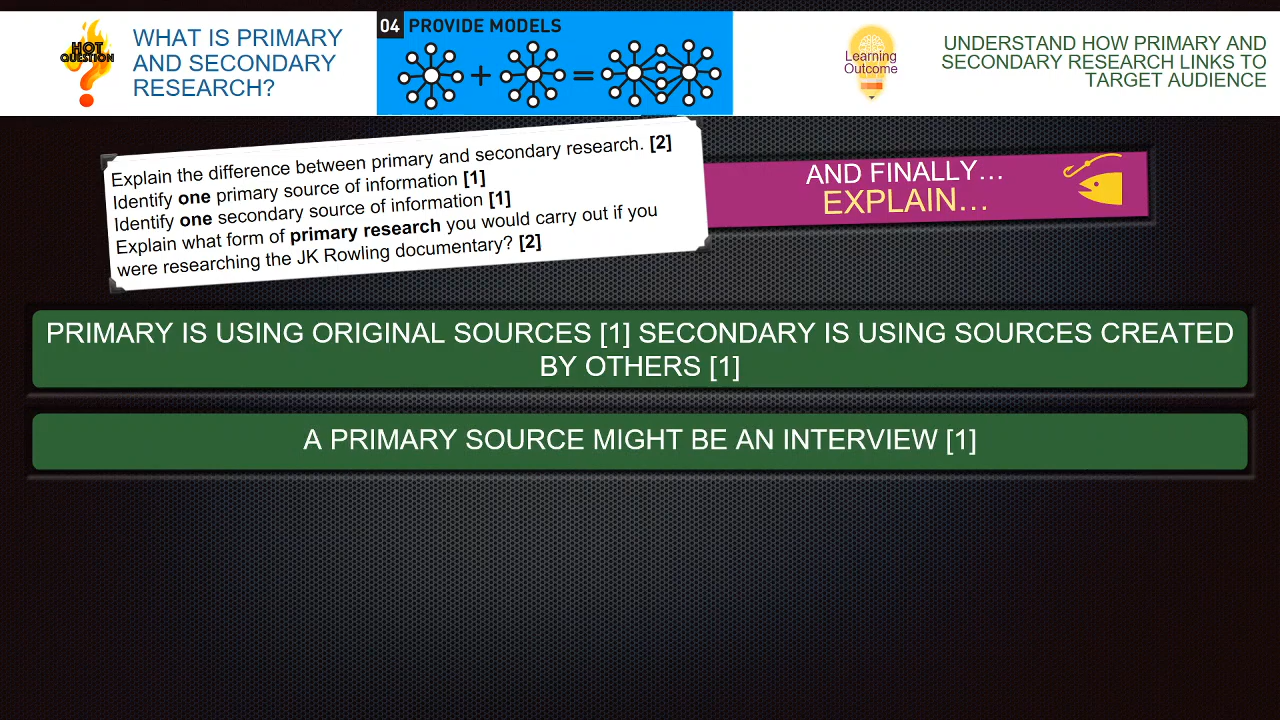 HOT
QUESTION
WHAT IS PRIMARY
AND SECONDARY
RESEARCH?
04 PROVIDE MODELS
Learning
Outcome
UNDERSTAND HOW PRIMARY AND
SECONDARY RESEARCH LINKS TO
TARGET AUDIENCE
Explain the difference between primary and secondary research. [2]
Identify one primary source of information [1]
Identify one secondary source of information [1]
Explain what form of primary research you would carry out if you
were researching the JK Rowling documentary? [2]
AND FINALLY…
EXPLAIN…
PRIMARY IS USING ORIGINAL SOURCES [1] SECONDARY IS USING SOURCES CREATED
BY OTHERS [1]
A PRIMARY SOURCE MIGHT BE AN INTERVIEW [1]